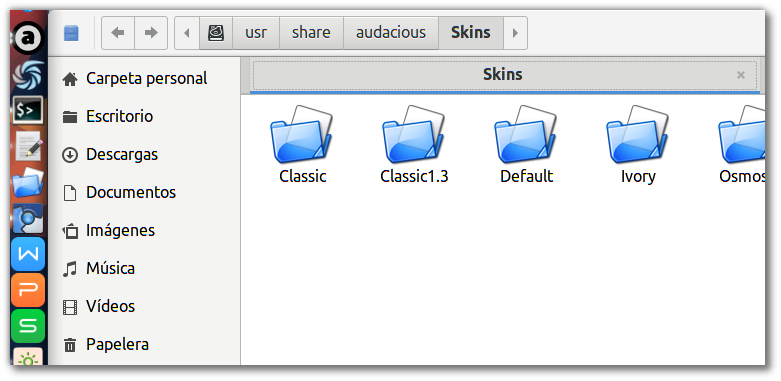 usr share audacious Skins
Skins
Carpeta personal
Escritorio
Descargas
Documentos
Imágenes
Música
Vídeos
Papelera
Classic Classic1.3 Default Ivory Osmos
a
$>
W
P
S